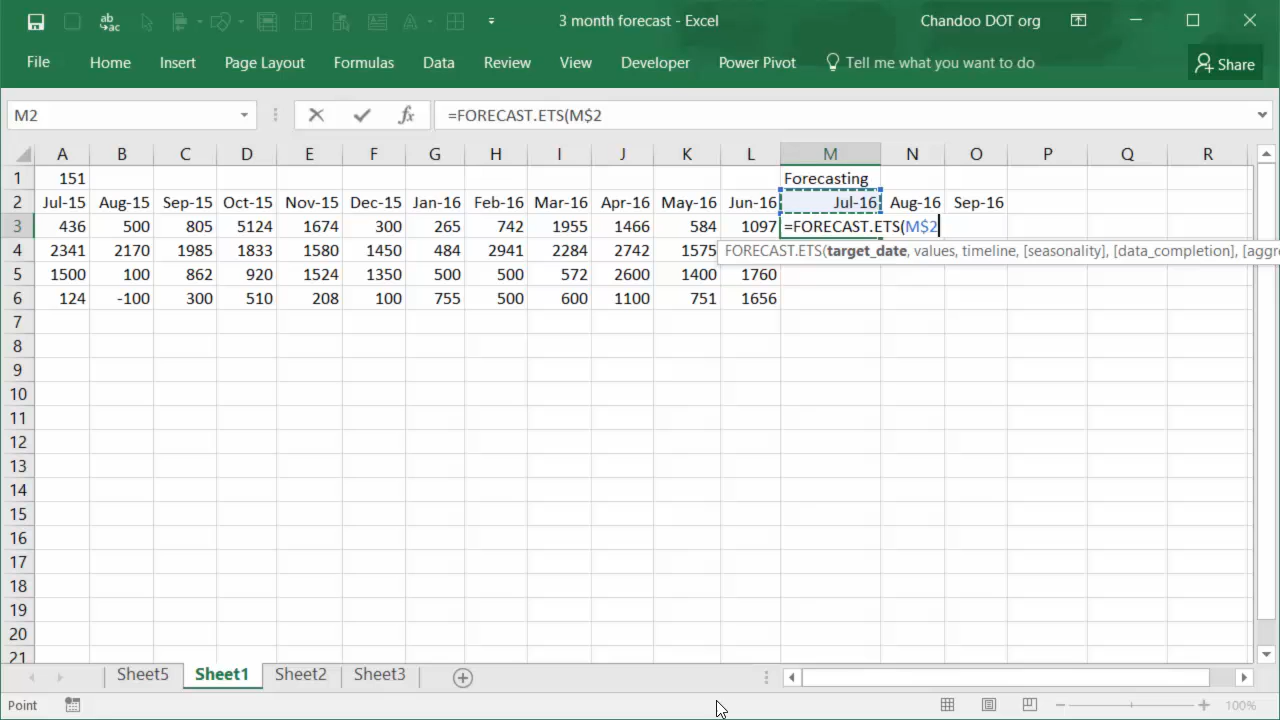 ab
ac
3 month forecast - Excel
Chandoo DOT org
File Home Insert Page Layout Formulas Data Review View Developer Power Pivot Tell me what you want to do Share
M2 fx =FORECAST.ETS(M$2
A B C D E F G H I J K L M N O P Q R
1 151 Forecasting
2 Jul-15 Aug-15 Sep-15 Oct-15 Nov-15 Dec-15 Jan-16 Feb-16 Mar-16 Apr-16 May-16 Jun-16 Jul-16 Aug-16 Sep-16
3 436 500 805 5124 1674 300 265 742 1955 1466 584 1097 =FORECAST.ETS(M$2
4 2341 2170 1985 1833 1580 1450 484 2941 2284 2742 1575 FORECAST.ETS(target_date, values, timeline, [seasonality], [data_completion], [aggre
5 1500 100 862 920 1524 1350 500 500 572 2600 1400 1760
6 124 -100 300 510 208 100 755 500 600 1100 751 1656
7
8
9
10
11
12
13
14
15
16
17
18
19
20
21
Sheet5 Sheet1 Sheet2 Sheet3
Point 100%